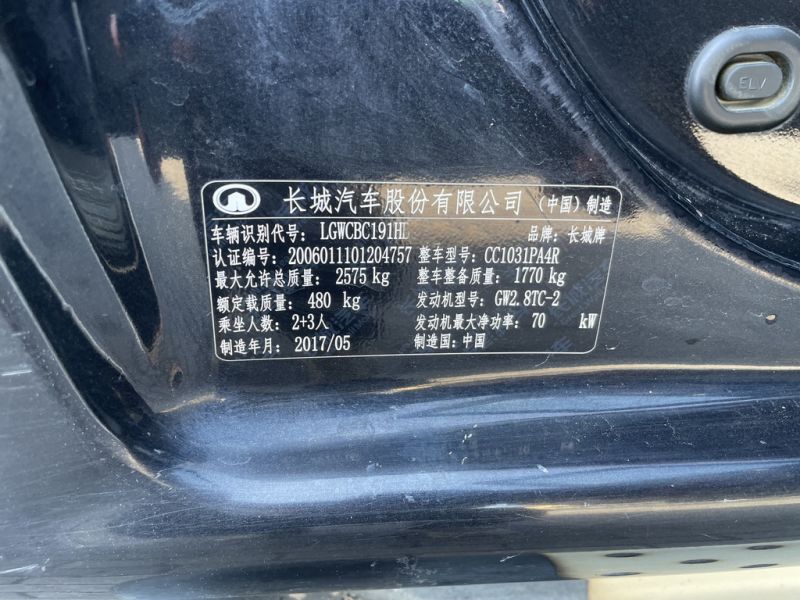 ELV
长城汽车股份有限公司 (中国)制造
车辆识别代号: LGWCBC191HL 品牌: 长城牌
认证编号: 2006011101204757 整车型号: CC1031PA4R
最大允许总质量: 2575 kg 整车整备质量: 1770 kg
额定载质量: 480 kg 发动机型号: GW2.8TC-2
乘坐人数: 2+3人 发动机最大净功率: 70 kW
制造年月: 2017/05 制造国: 中国